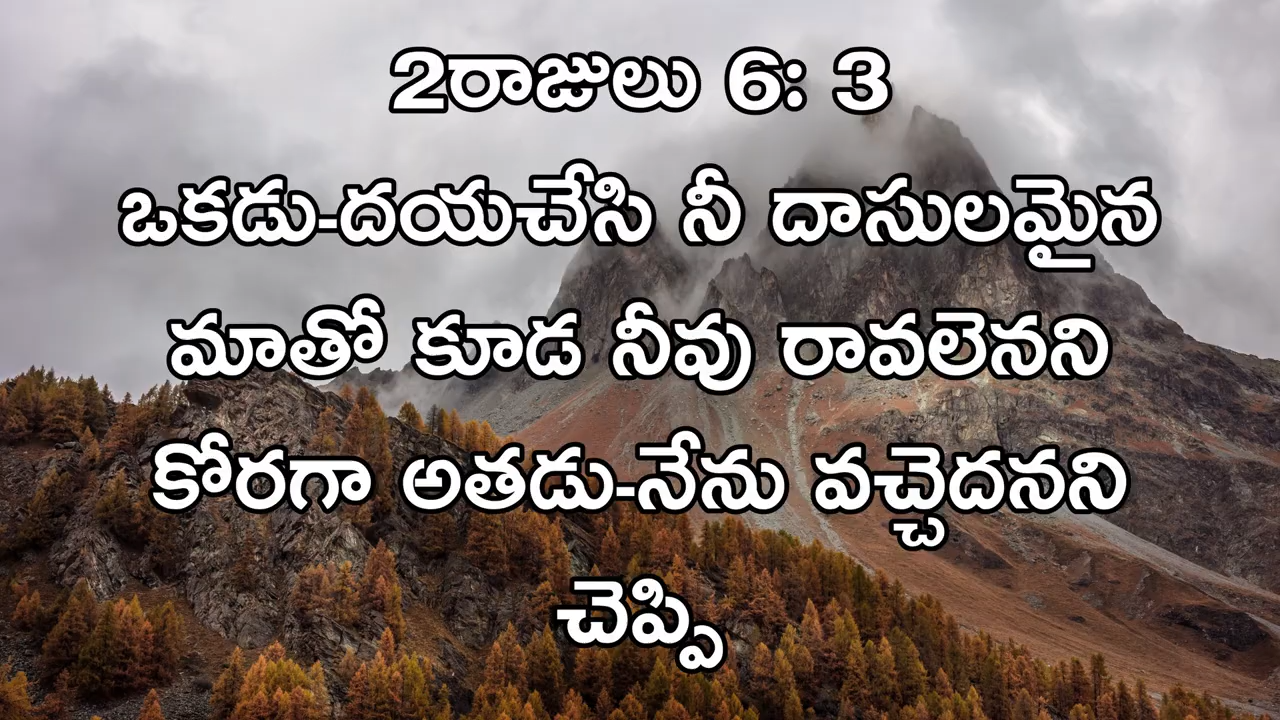 2రాజులు 6: 3
ఒకడు-దయచేసి నీ దాసులమైన
మాతో కూడ నీవు రావలెనని
కోరగా అతడు-నేను వచ్చెదనని
చెప్పి